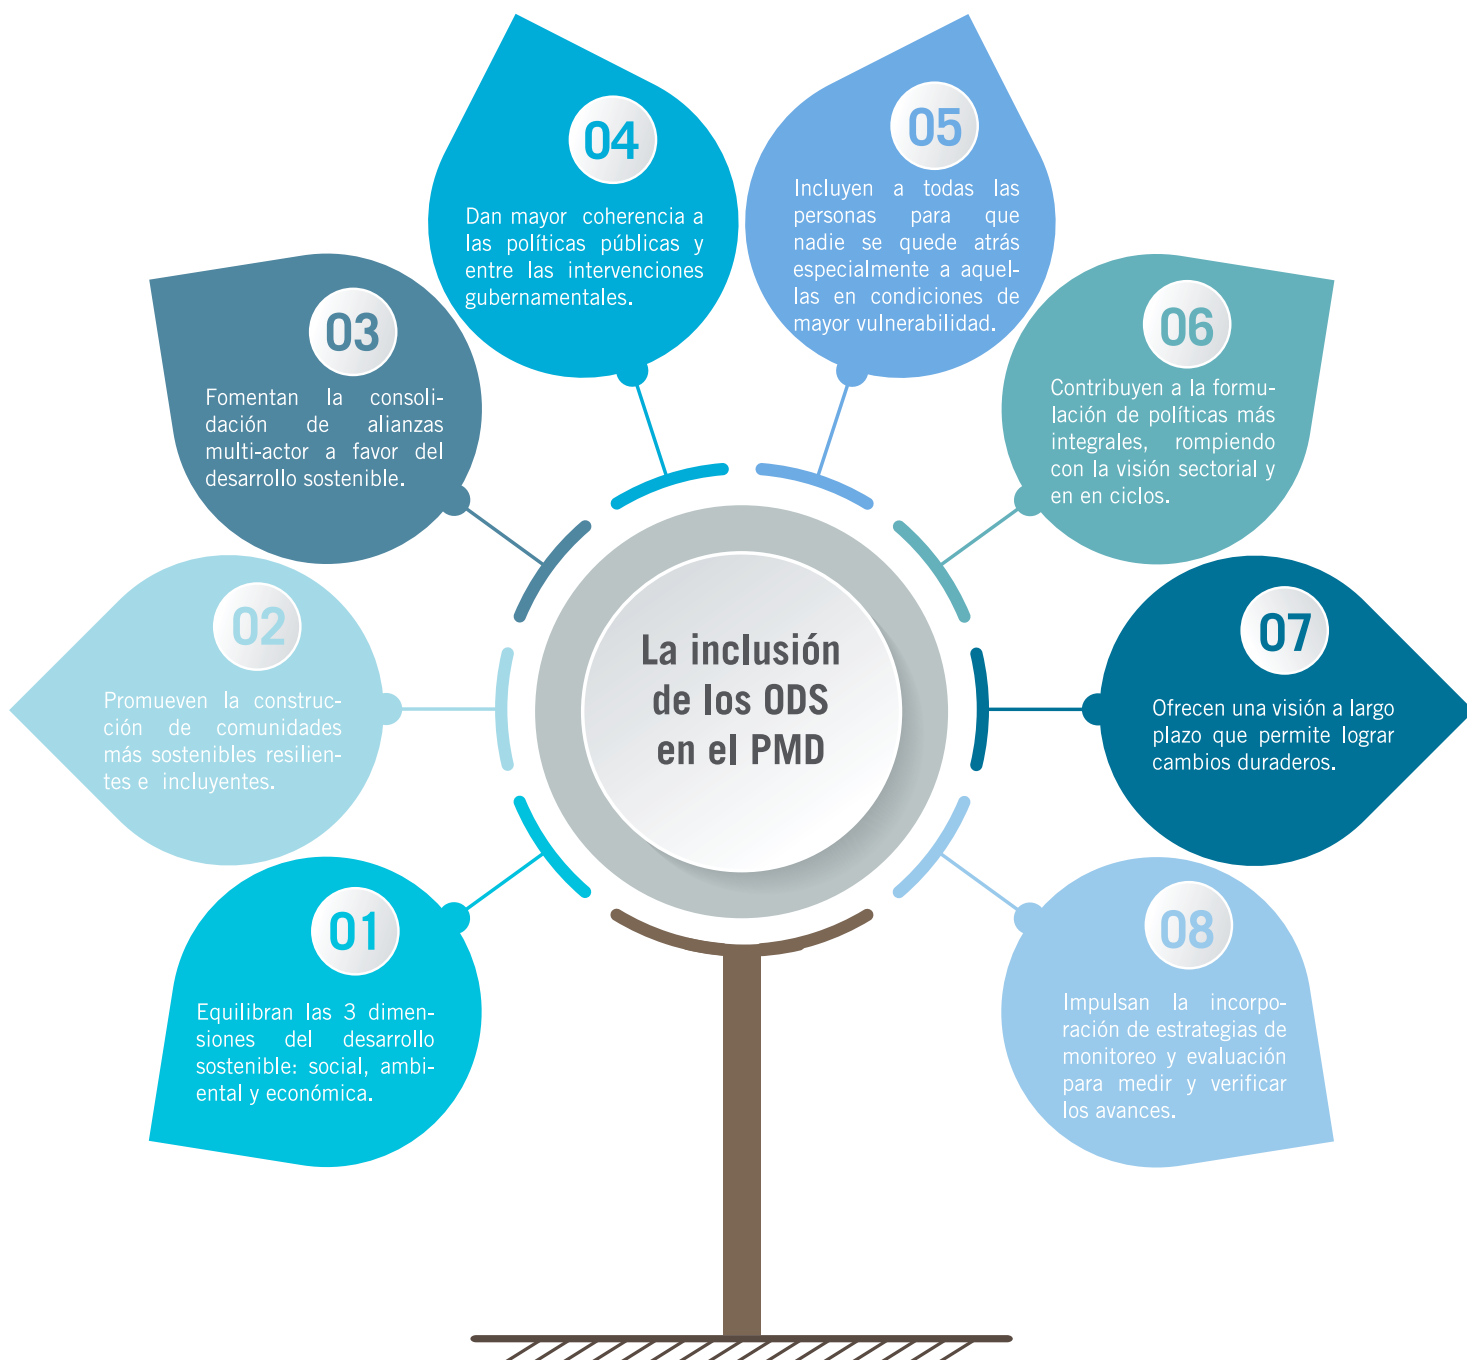 La inclusión
de los ODS
en el PMD
01
Equilibran las 3 dimen-
siones del desarrollo
sostenible: social, ambi-
ental y económica.
02
Promueven la construc-
ción de comunidades
más sostenibles resilien-
tes e incluyentes.
03
Fomentan la consoli-
dación de alianzas
multi-actor a favor del
desarrollo sostenible.
04
Dan mayor coherencia a
las políticas públicas y
entre las intervenciones
gubernamentales.
05
Incluyen a todas las
personas para que
nadie se quede atrás
especialmente a aquel-
las en condiciones de
mayor vulnerabilidad.
06
Contribuyen a la formu-
lación de políticas más
integrales, rompiendo
con la visión sectorial y
en en ciclos.
07
Ofrecen una visión a largo
plazo que permite lograr
cambios duraderos.
08
Impulsan la incorpo-
ración de estrategias de
monitoreo y evaluación
para medir y verificar
los avances.